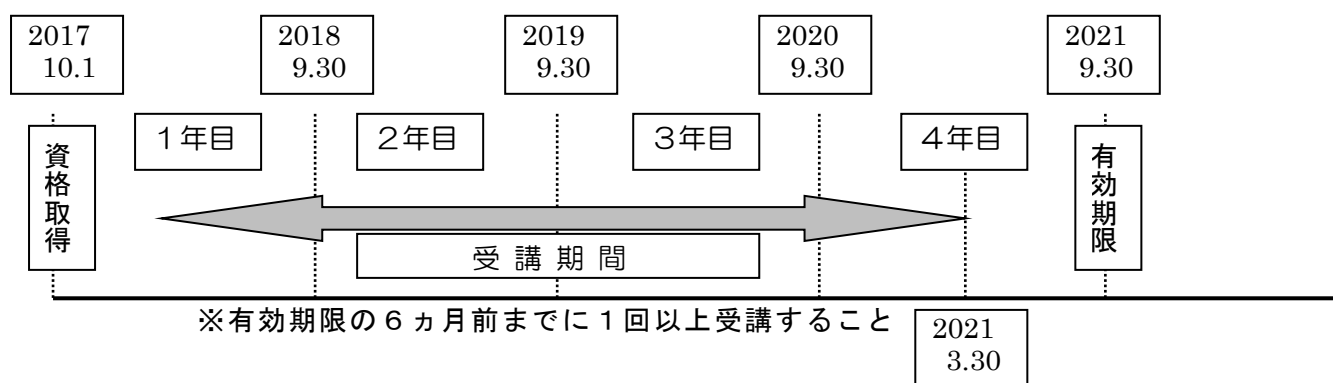 2017
10.1
2018
9.30
2019
9.30
2020
9.30
2021
9.30
資格取得
1年目
2年目
3年目
4年目
有効期限
受講期間
※有効期限の6ヵ月前までに1回以上受講すること
2021
3.30